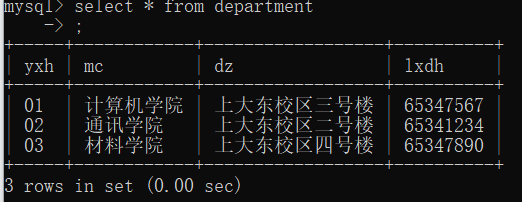 mysql> select * from department
    -> ;
+-----+------------+----------------------+----------+
| yxh | mc         | dz                   | lxdh     |
+-----+------------+----------------------+----------+
| 01  | 计算机学院 | 上大东校区三号楼     | 65347567 |
| 02  | 通讯学院   | 上大东校区二号楼     | 65341234 |
| 03  | 材料学院   | 上大东校区四号楼     | 65347890 |
+-----+------------+----------------------+----------+
3 rows in set (0.00 sec)